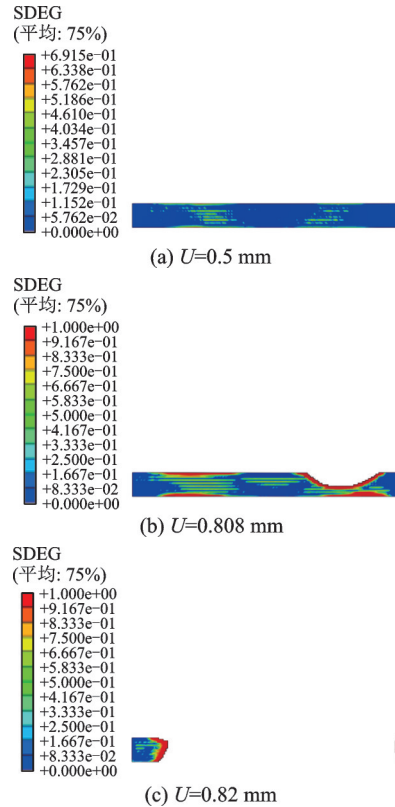 SDEG
(平均: 75%)
+6.915e−01
+6.338e−01
+5.762e−01
+5.186e−01
+4.610e−01
+4.034e−01
+3.457e−01
+2.881e−01
+2.305e−01
+1.729e−01
+1.152e−01
+5.762e−02
+0.000e+00
(a) U=0.5 mm
SDEG
(平均: 75%)
+1.000e+00
+9.167e−01
+8.333e−01
+7.500e−01
+6.667e−01
+5.833e−01
+5.000e−01
+4.167e−01
+3.333e−01
+2.500e−01
+1.667e−01
+8.333e−02
+0.000e+00
(b) U=0.808 mm
SDEG
(平均: 75%)
+1.000e+00
+9.167e−01
+8.333e−01
+7.500e−01
+6.667e−01
+5.833e−01
+5.000e−01
+4.167e−01
+3.333e−01
+2.500e−01
+1.667e−01
+8.333e−02
+0.000e+00
(c) U=0.82 mm